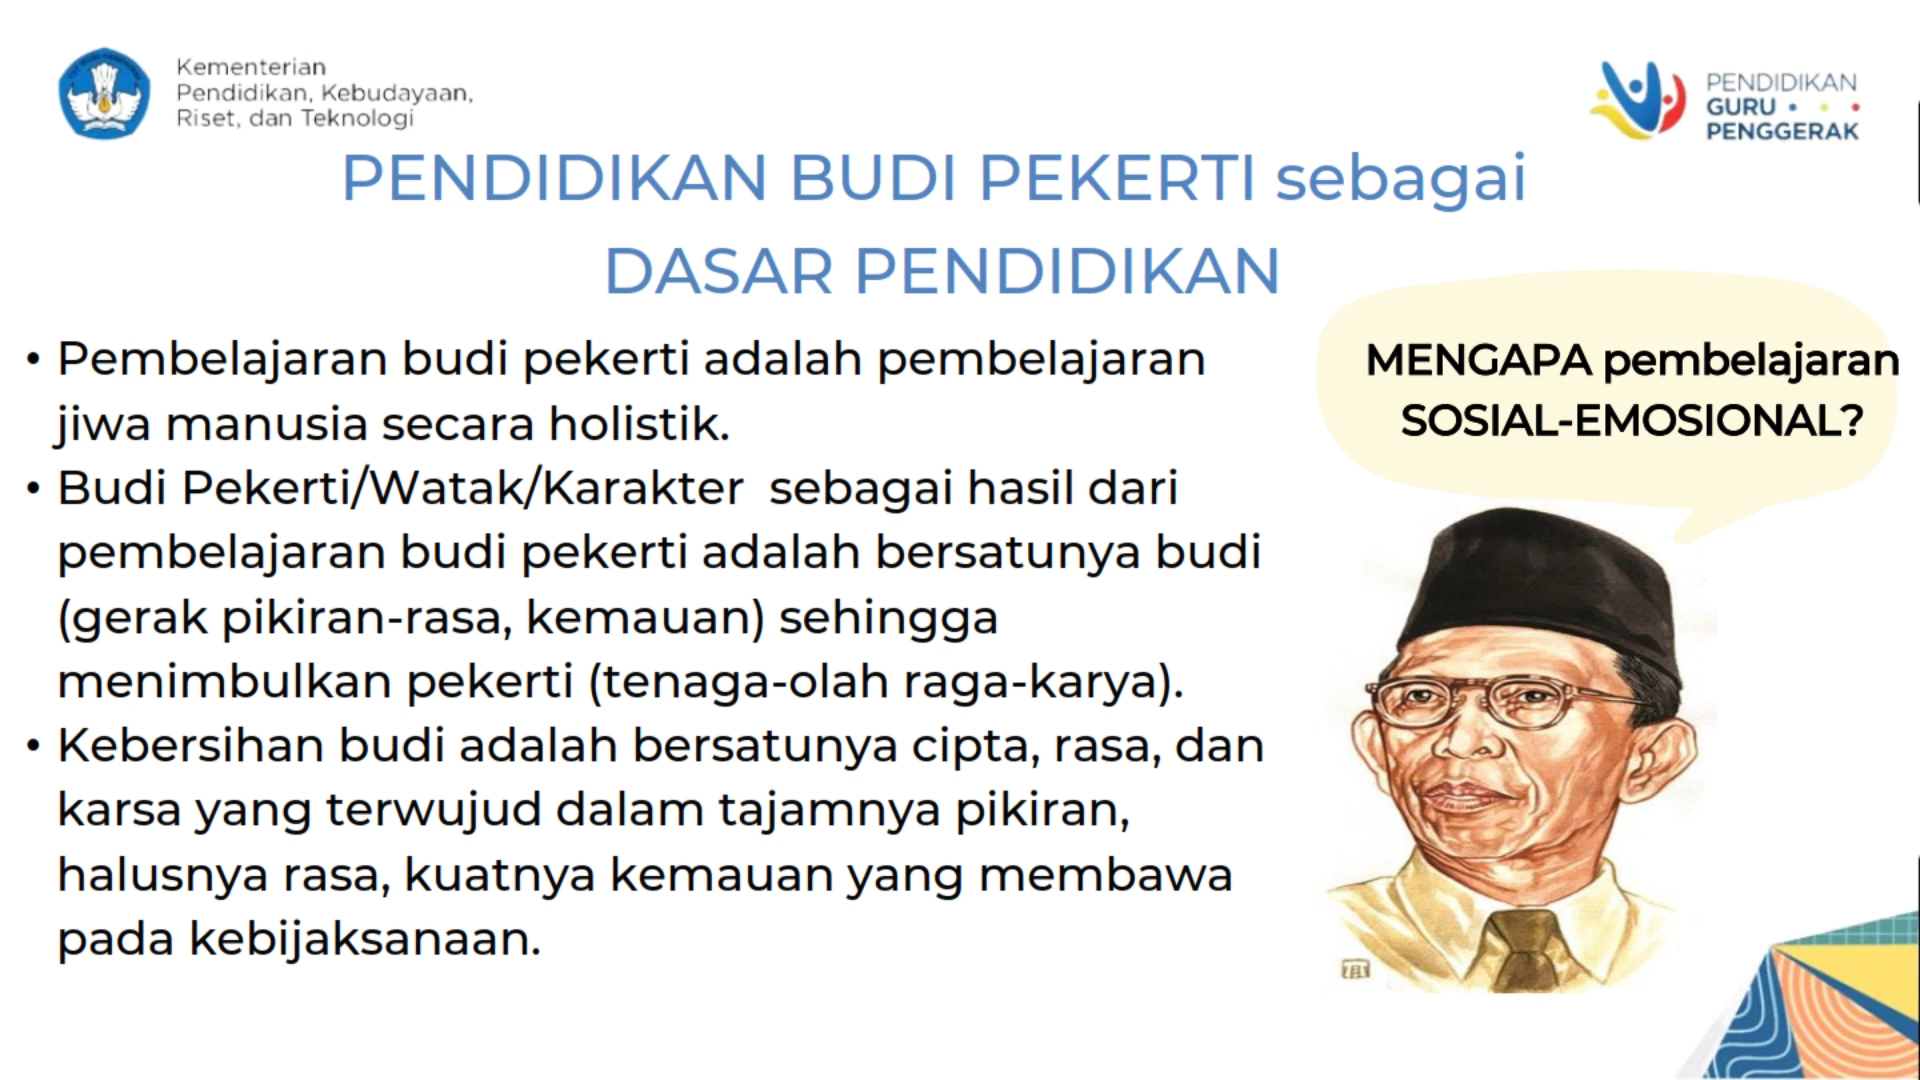 Kementerian
Pendidikan, Kebudayaan,
Riset, dan Teknologi
PENDIDIKAN
GURU
PENGGERAK
PENDIDIKAN BUDI PEKERTI sebagai
DASAR PENDIDIKAN
• Pembelajaran budi pekerti adalah pembelajaran
jiwa manusia secara holistik.
• Budi Pekerti/Watak/Karakter sebagai hasil dari
pembelajaran budi pekerti adalah bersatunya budi
(gerak pikiran-rasa, kemauan) sehingga
menimbulkan pekerti (tenaga-olah raga-karya).
• Kebersihan budi adalah bersatunya cipta, rasa, dan
karsa yang terwujud dalam tajamnya pikiran,
halusnya rasa, kuatnya kemauan yang membawa
pada kebijaksanaan.
MENGAPA pembelajaran
SOSIAL-EMOSIONAL?